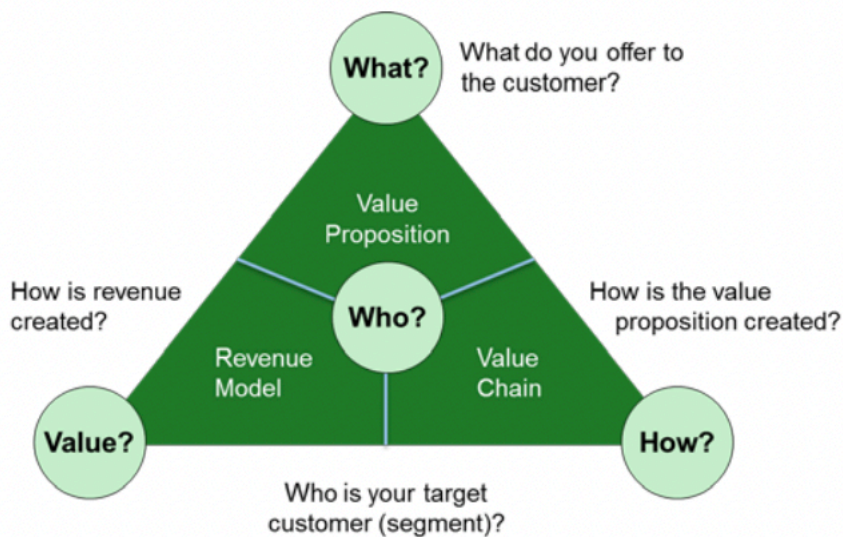 What?
What do you offer to
the customer?
Value
Proposition
How is revenue
created?
Who?
How is the value
proposition created?
Revenue
Model
Value
Chain
Value?
How?
Who is your target
customer (segment)?